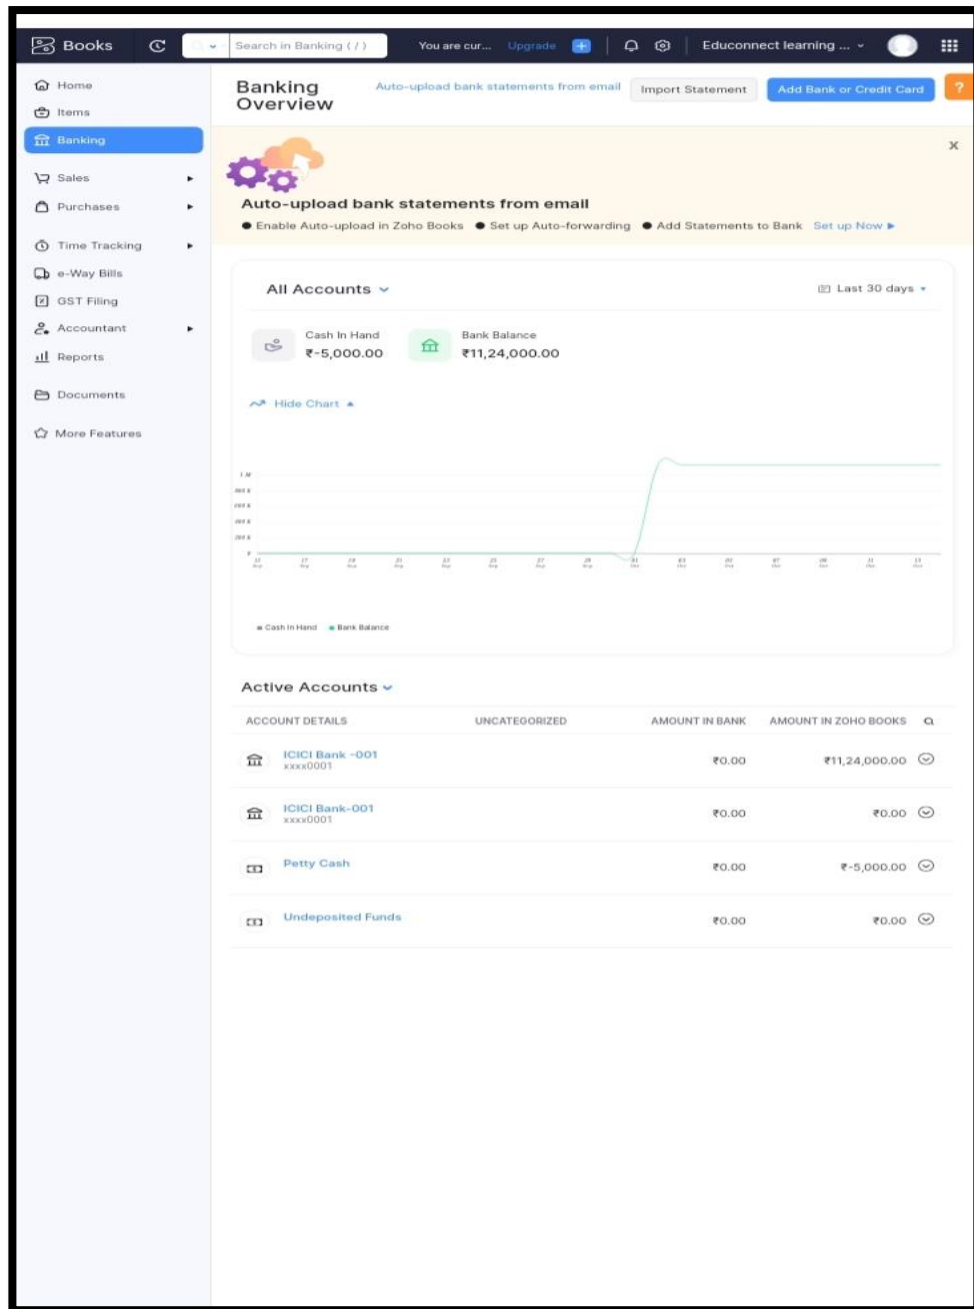 Books
Search in Banking ( / )
You are cur... Upgrade
Educonnect learning ...
Home
Items
Banking
Sales
Purchases
Time Tracking
e-Way Bills
GST Filing
Accountant
Reports
Documents
More Features
Banking
Overview
Auto-upload bank statements from email
Import Statement
Add Bank or Credit Card
?
Auto-upload bank statements from email
Enable Auto-upload in Zoho Books
Set up Auto-forwarding
Add Statements to Bank
Set up Now
All Accounts
Last 30 days
Cash In Hand
₹-5,000.00
Bank Balance
₹11,24,000.00
Hide Chart
1 M
0
Cash In Hand
Bank Balance
Active Accounts
ACCOUNT DETAILS UNCATEGORIZED AMOUNT IN BANK AMOUNT IN ZOHO BOOKS
ICICI Bank -001
xxxx0001
₹0.00 ₹11,24,000.00
ICICI Bank-001
xxxx0001
₹0.00 ₹0.00
Petty Cash ₹0.00 ₹-5,000.00
Undeposited Funds ₹0.00 ₹0.00